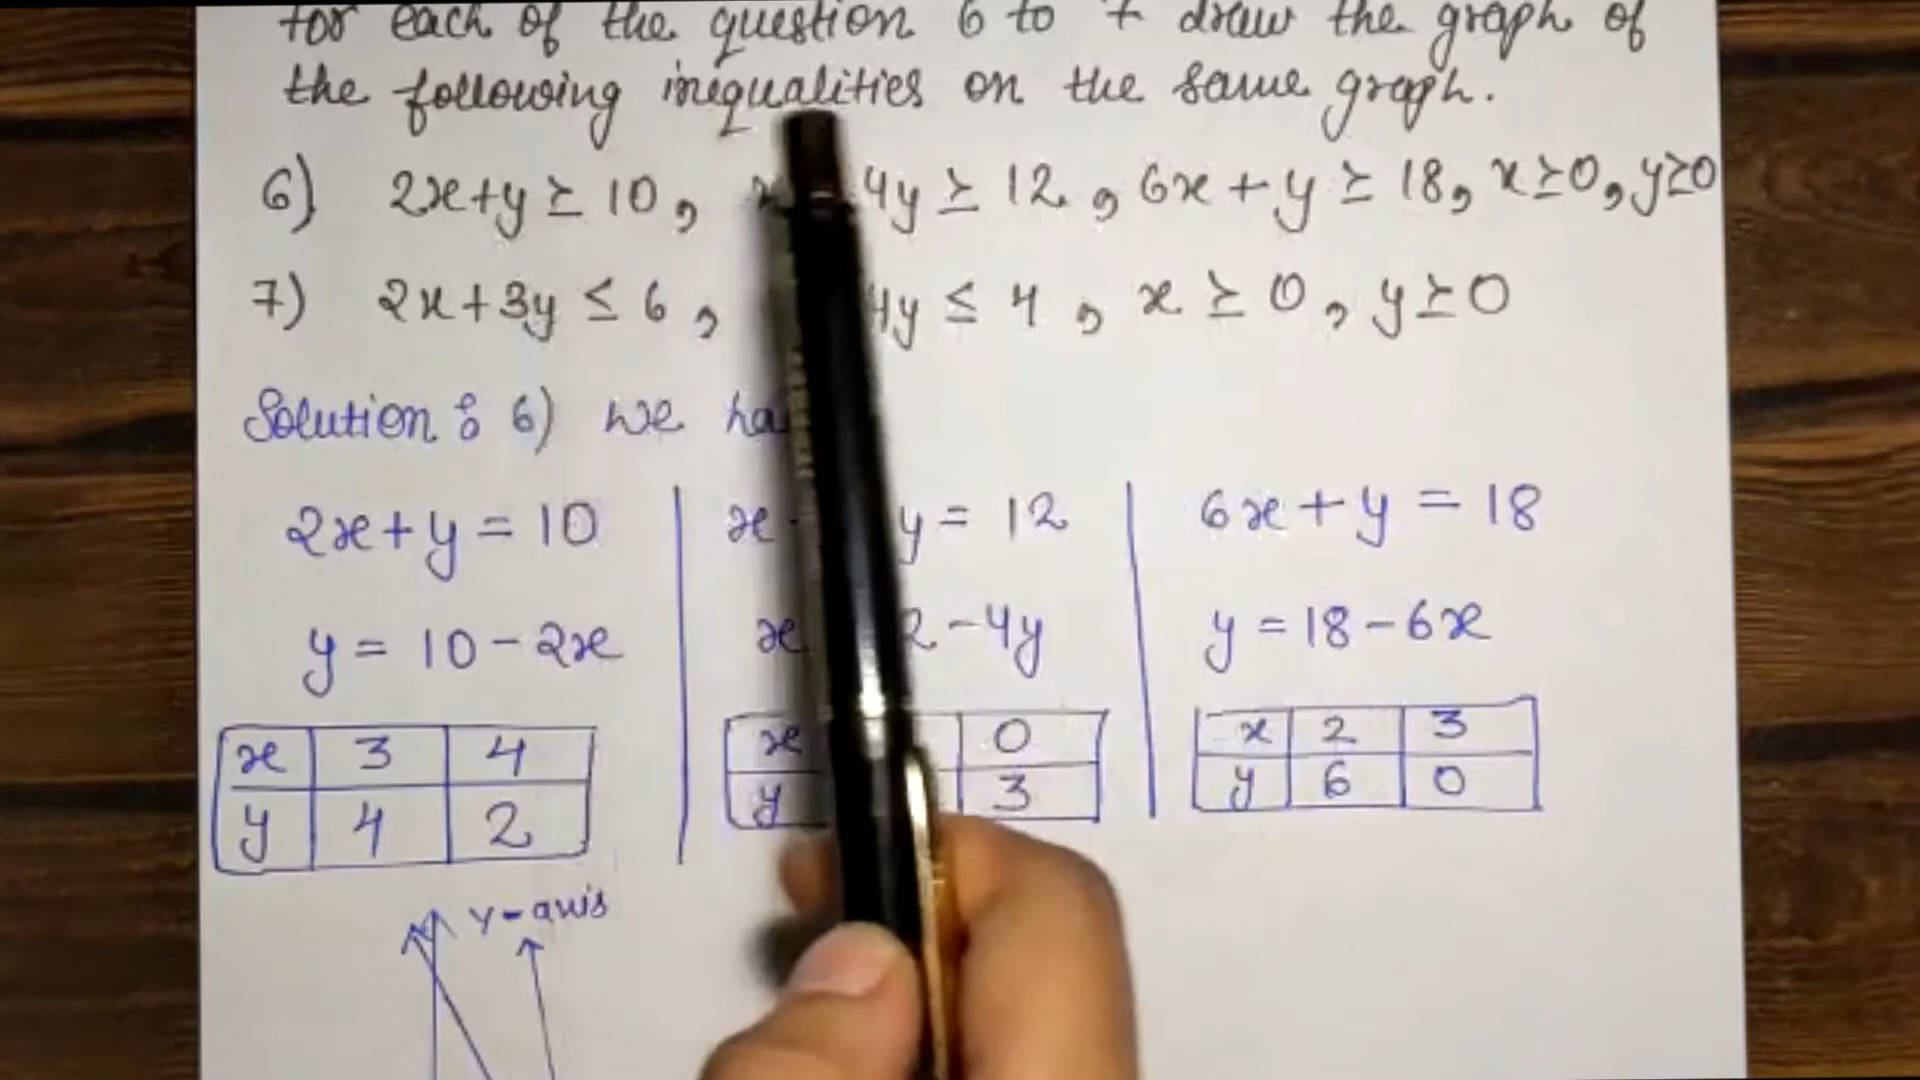 for each of the question 6 to 7 draw the graph of
the following inequalities on the same graph.
6) 2x+y ≥ 10, 4y ≥ 12, 6x + y ≥ 18, x≥0, y≥0
7) 2x+3y ≤ 6, 4y ≤ 4, x ≥ 0, y≥0
Solution : 6) we
2x+y = 10
y = 10-2x
x 3 4
y 4 2
x y = 12
x 2-4y
x 0
y 3
6x + y = 18
y = 18-6x
x 2 3
y 6 0
Y-axis